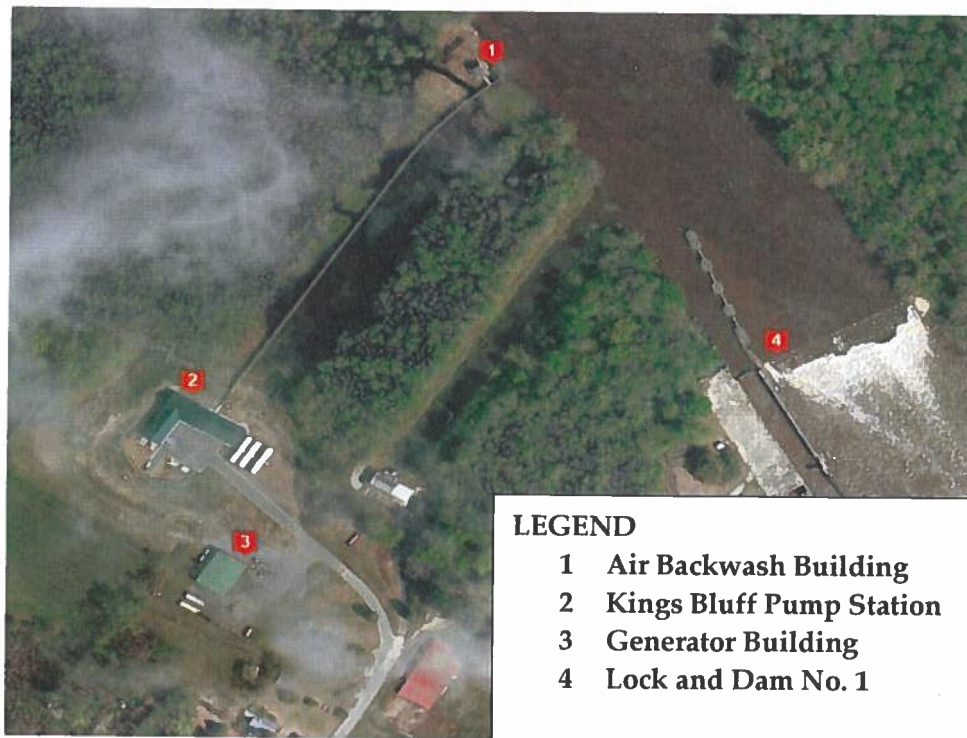 1
2
4
3
LEGEND
1 Air Backwash Building
2 Kings Bluff Pump Station
3 Generator Building
4 Lock and Dam No. 1